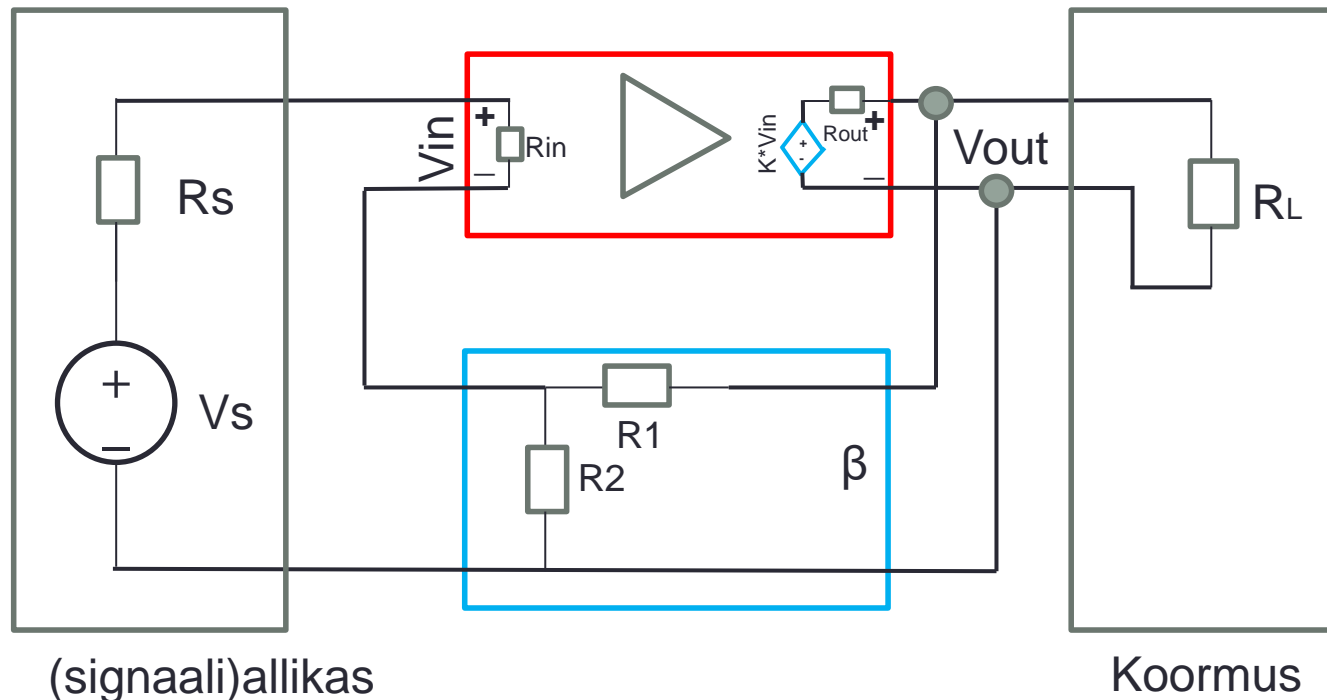 Rs
+
Vs
−
(signaali)allikas
Vin
+
Rin
−
K*Vin
+
-
Rout
+
−
Vout
RL
R1
R2
β
Koormus